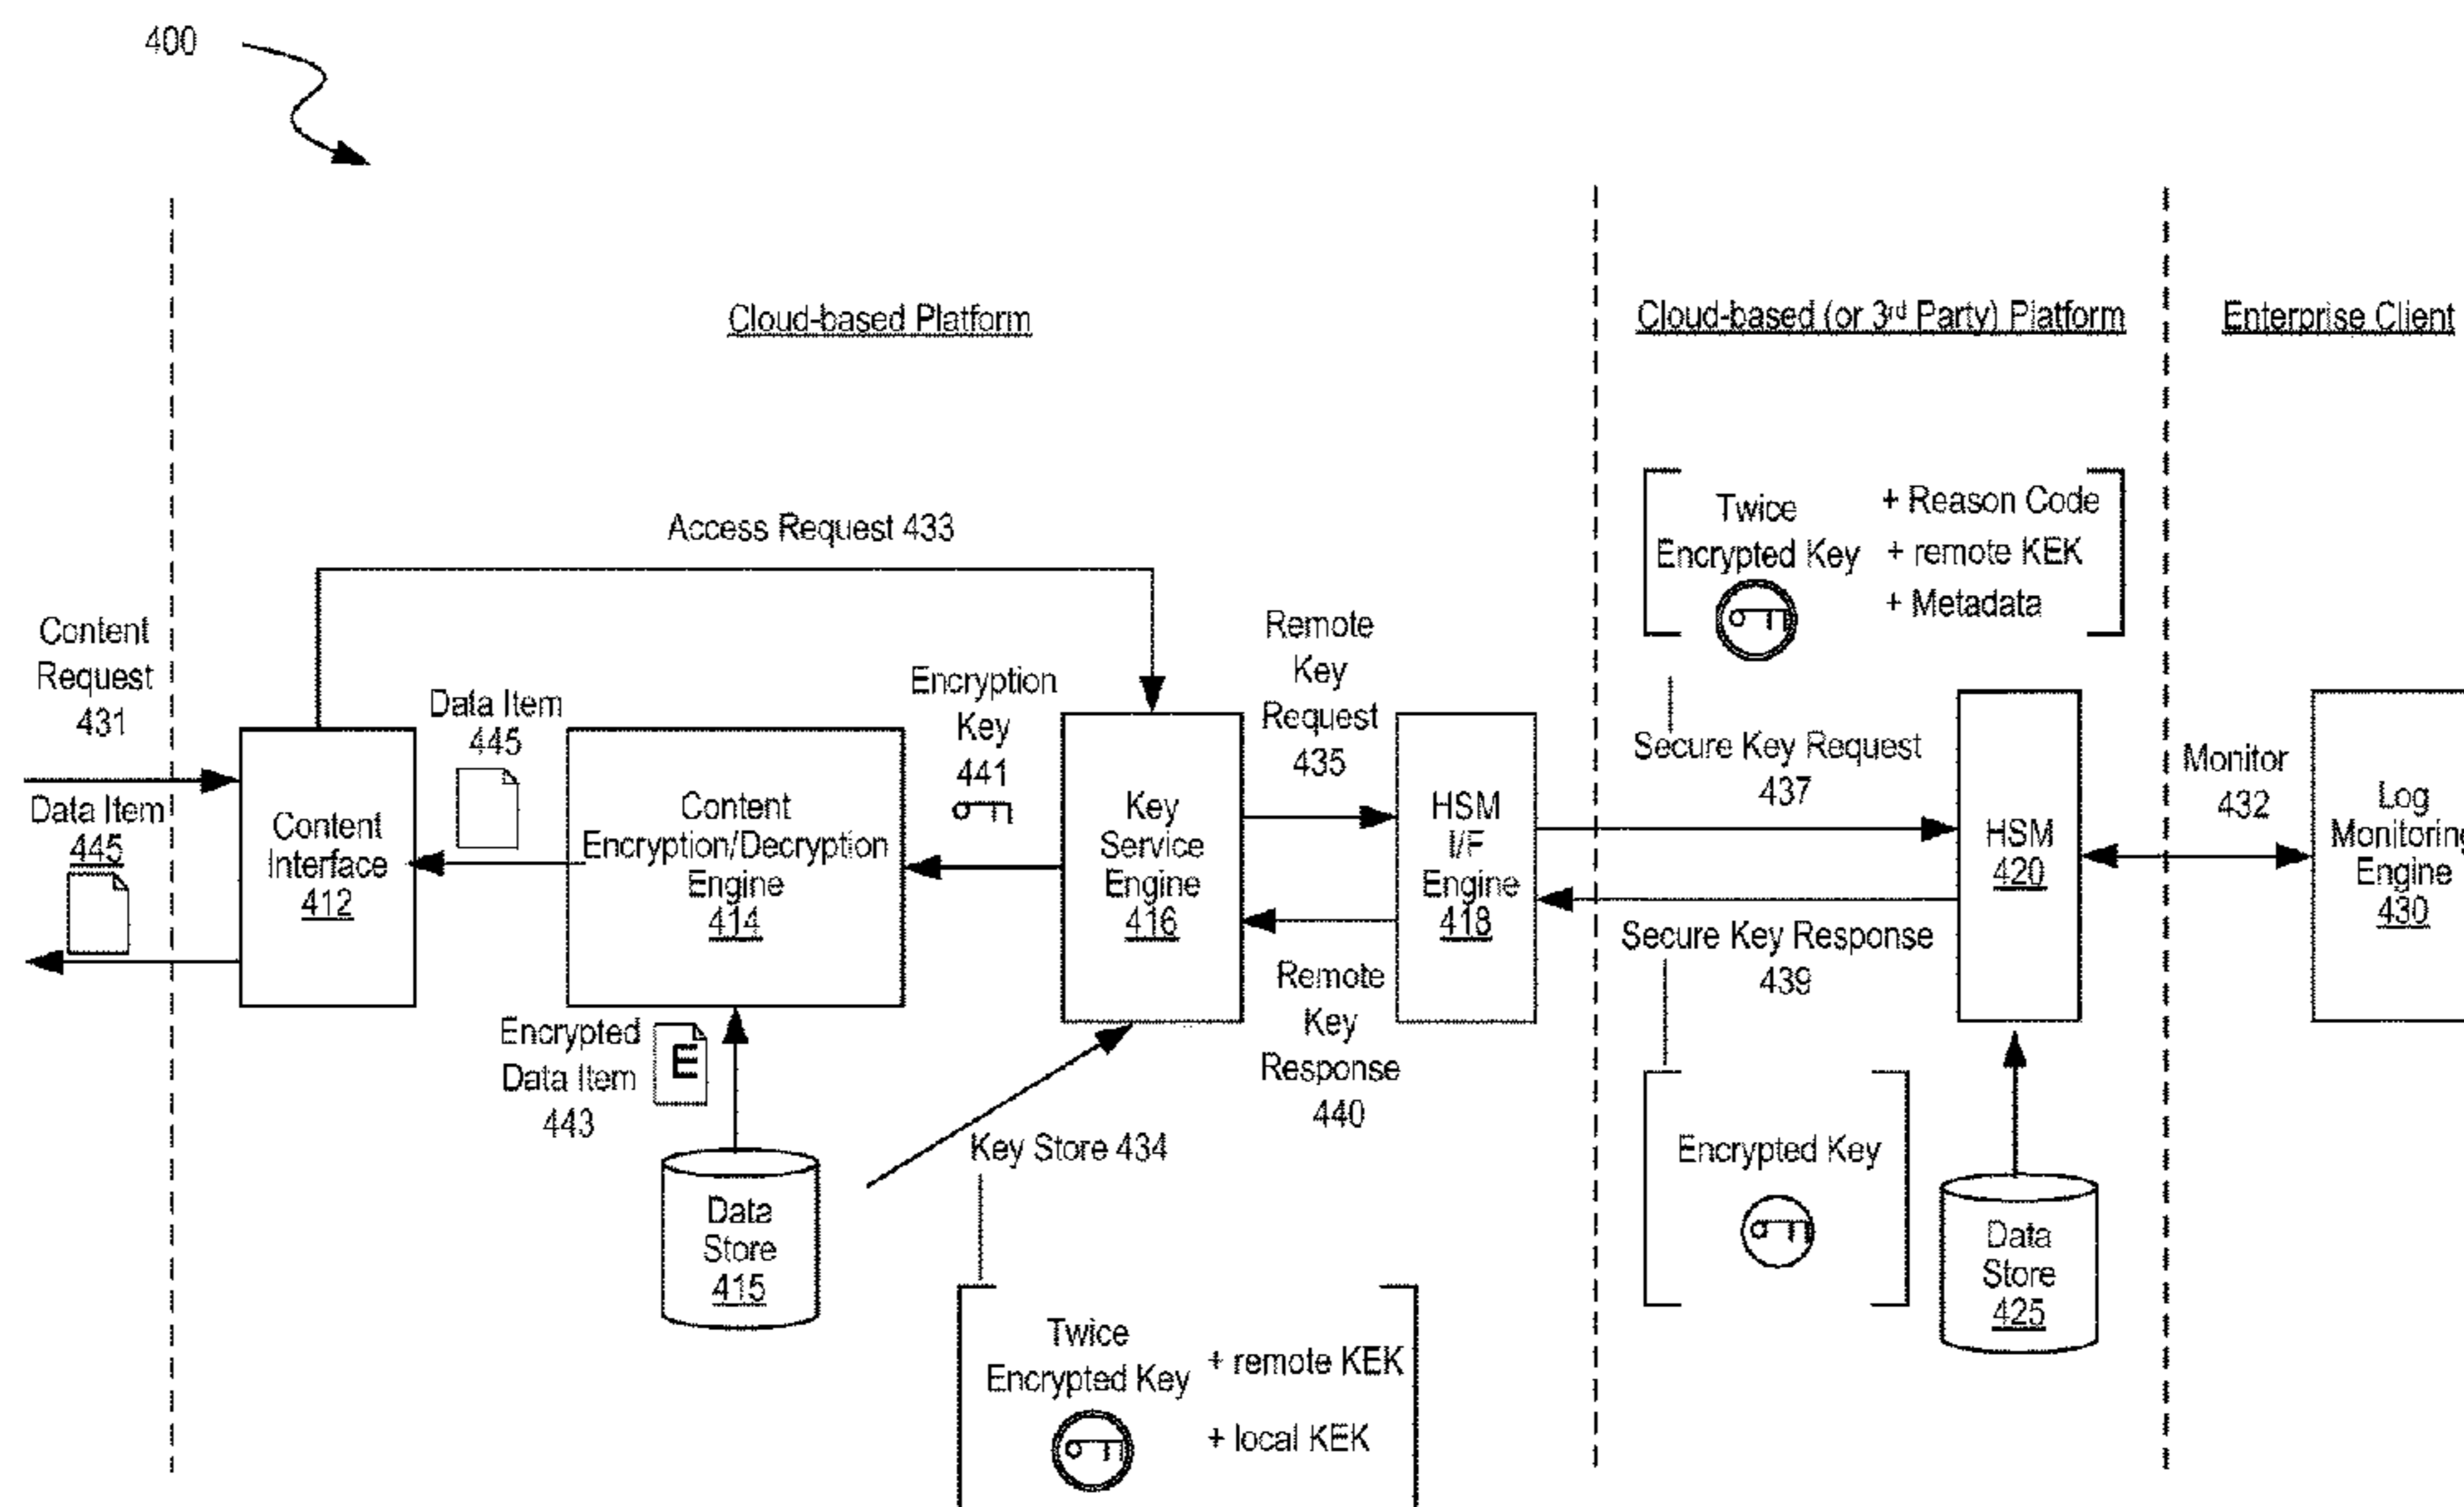 400
Cloud-based Platform
Cloud-based (or 3rd Party) Platform
Enterprise Client
Access Request 433
Twice
Encrypted Key
+ Reason Code
+ remote KEK
+ Metadata
Content
Request
431
Data Item
445
Content
Interface
412
Data Item
445
Content
Encryption/Decryption
Engine
414
Encryption
Key
441
Key
Service
Engine
416
Remote
Key
Request
435
HSM
I/F
Engine
418
Remote
Key
Response
440
Secure Key Request
437
HSM
420
Secure Key Response
439
Monitor
432
Log
Monitoring
Engine
430
Encrypted
Data Item
443
E
Data
Store
415
Key Store 434
Twice
Encrypted Key
+ remote KEK
+ local KEK
Encrypted Key
Data
Store
425